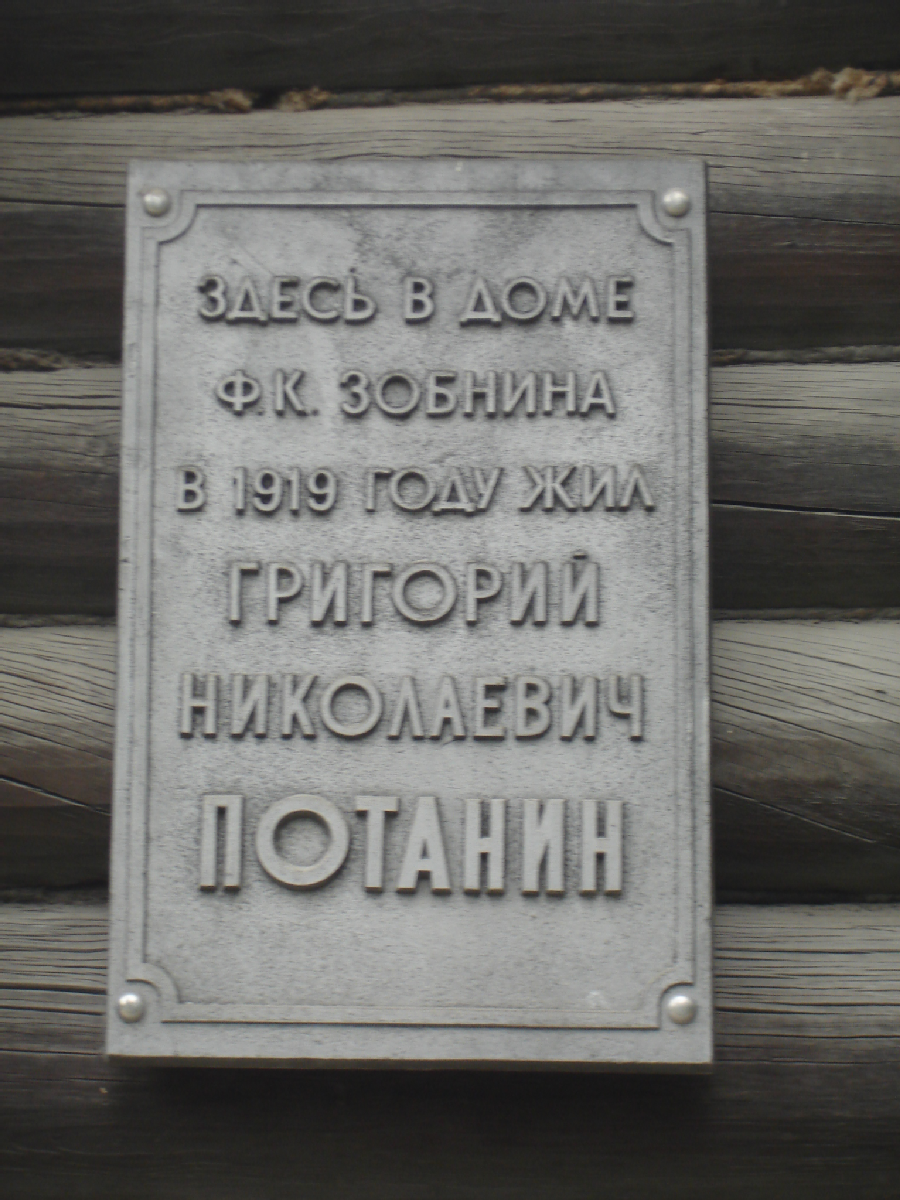 ЗДЕСЬ В ДОМЕ
Ф.К. ЗОБНИНА
В 1919 ГОДУ ЖИЛ
ГРИГОРИЙ
НИКОЛАЕВИЧ
ПОТАНИН